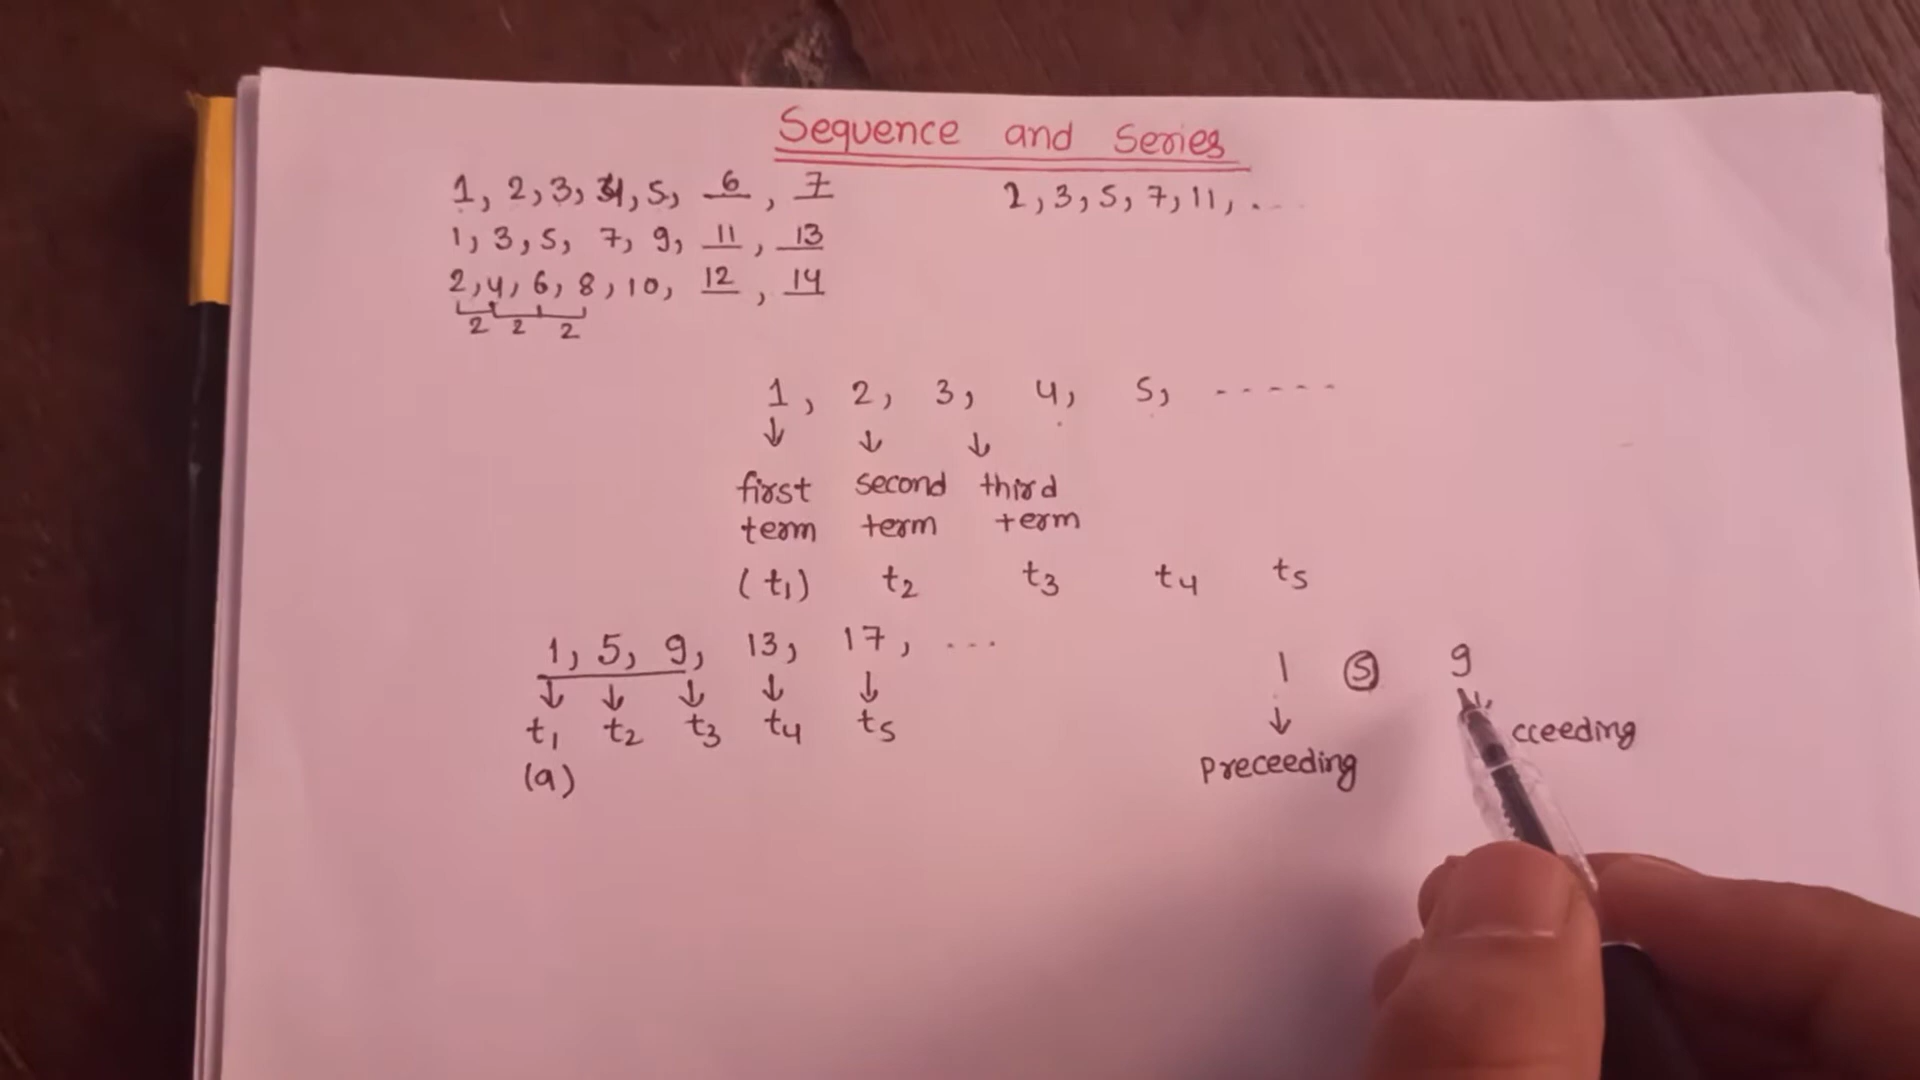 Sequence and Series
1, 2, 3, 4, 5, 6, 7
2, 3, 5, 7, 11, ...
1, 3, 5, 7, 9, 11, 13
2, 4, 6, 8, 10, 12, 14
2 2 2
1, 2, 3, 4, 5, -----
↓ ↓ ↓
first second third
term term term
(t1) t2 t3 t4 t5
1, 5, 9, 13, 17, ...
1 5 9
↓ ↓ ↓ ↓ ↓
t1 t2 t3 t4 t5
↓ cceeding
(a)
Preceeding